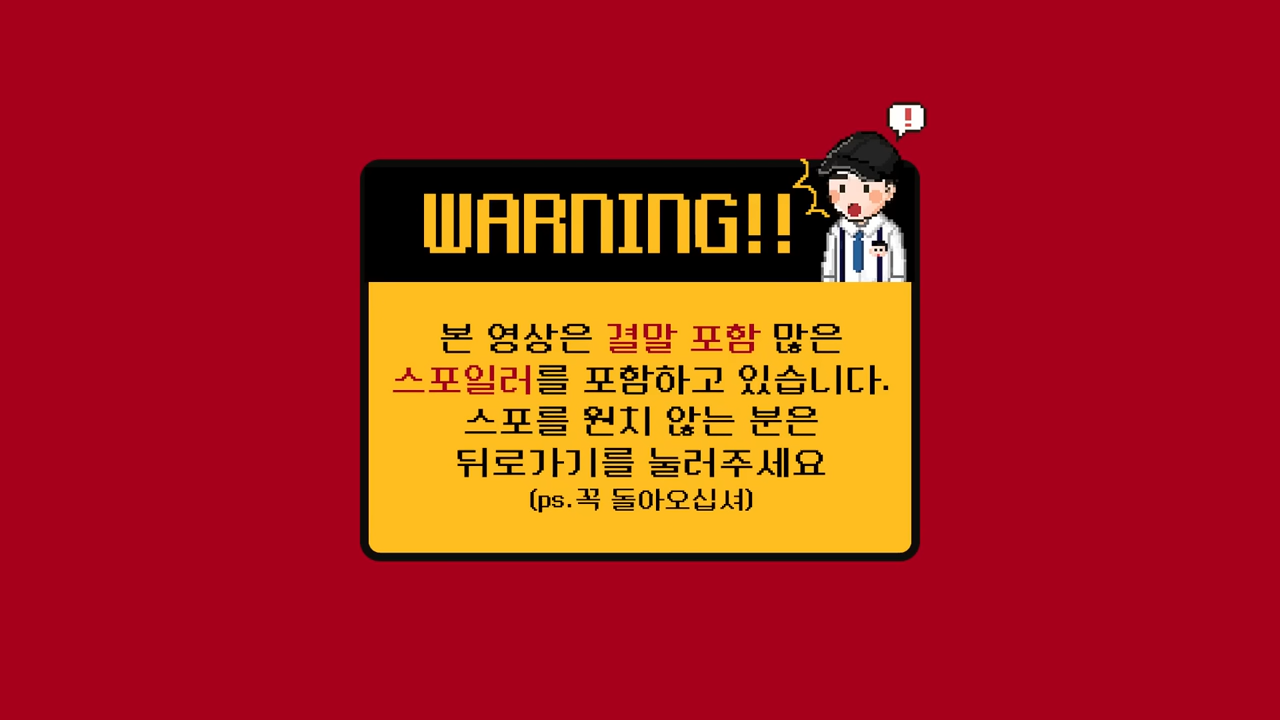 !
WARNING!!
본 영상은 결말 포함 많은
스포일러를 포함하고 있습니다.
스포를 원치 않는 분은
뒤로가기를 눌러주세요
(ps.꼭 돌아오십셔)